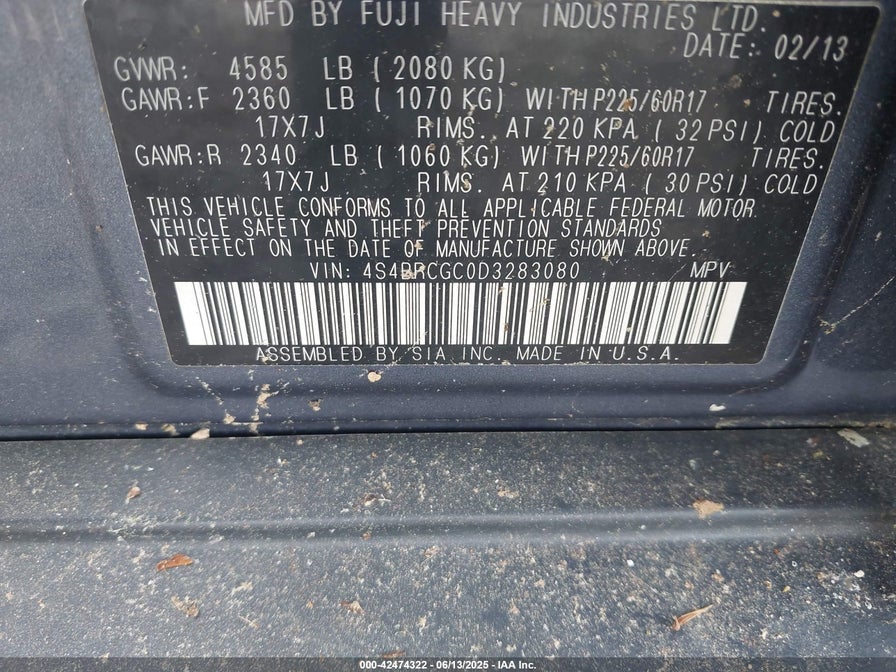 MFD BY FUJI HEAVY INDUSTRIES LTD.
DATE: 02/13
GVWR: 4585 LB (2080 KG)
GAWR:F 2360 LB (1070 KG) WITH P225/60R17 TIRES.
17X7J RIMS. AT 220 KPA (32 PSI) COLD
GAWR:R 2340 LB (1060 KG) WITH P225/60R17 TIRES.
17X7J RIMS. AT 210 KPA (30 PSI) COLD
THIS VEHICLE CONFORMS TO ALL APPLICABLE FEDERAL MOTOR
VEHICLE SAFETY AND THEFT PREVENTION STANDARDS
IN EFFECT ON THE DATE OF MANUFACTURE SHOWN ABOVE.
VIN: 4S4BRCGC0D3283080 MPV
ASSEMBLED BY SIA INC. MADE IN U.S.A.
000-42474322 - 06/13/2025 - IAA Inc.